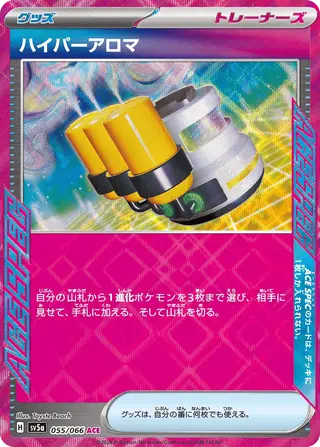 グッズ
トレーナーズ
ハイパーアロマ
ACE SPEC
ACE SPEC
ACE SPECのカードは、デッキに
1枚しか入れられない。
自分の山札から1進化ポケモンを3枚まで選び、相手に
見せて、手札に加える。そして山札を切る。
Illus. Toyste Beach
H sv5a 055/066 ACE
グッズは、自分の番に何枚でも使える。